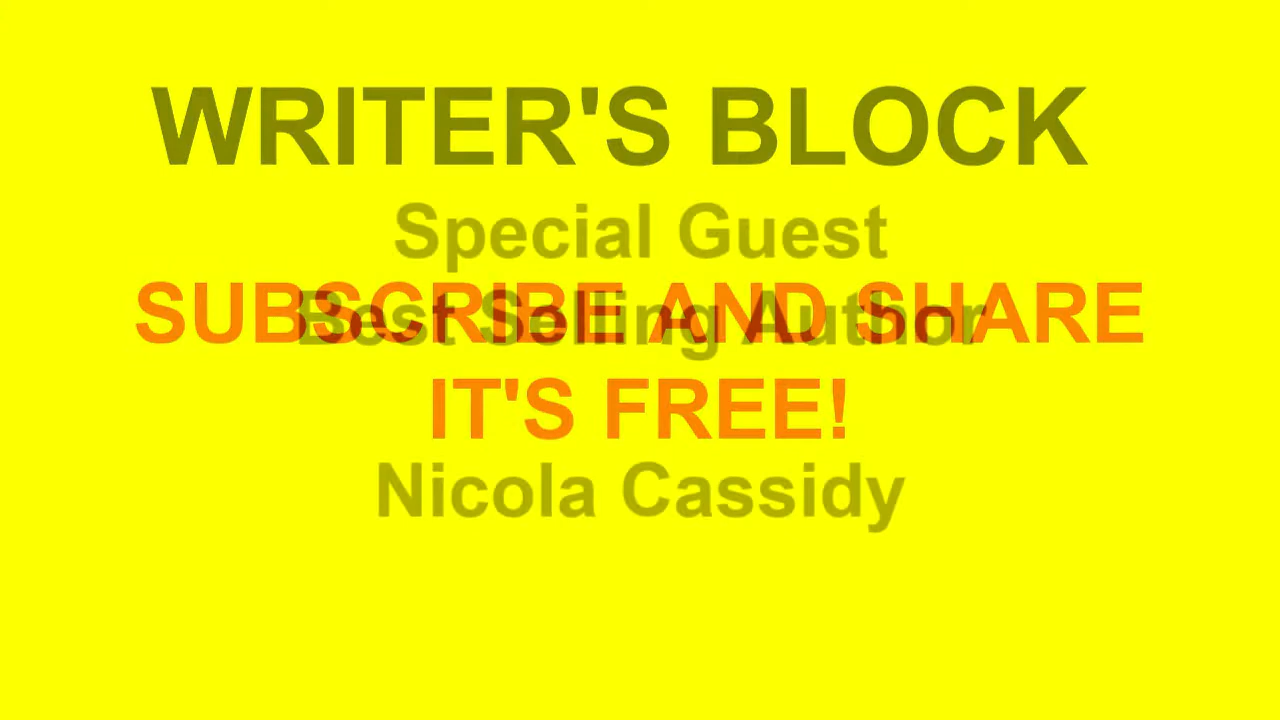 WRITER'S BLOCK
Special Guest
Best Selling Author
SUBSCRIBE AND SHARE
IT'S FREE!
Nicola Cassidy